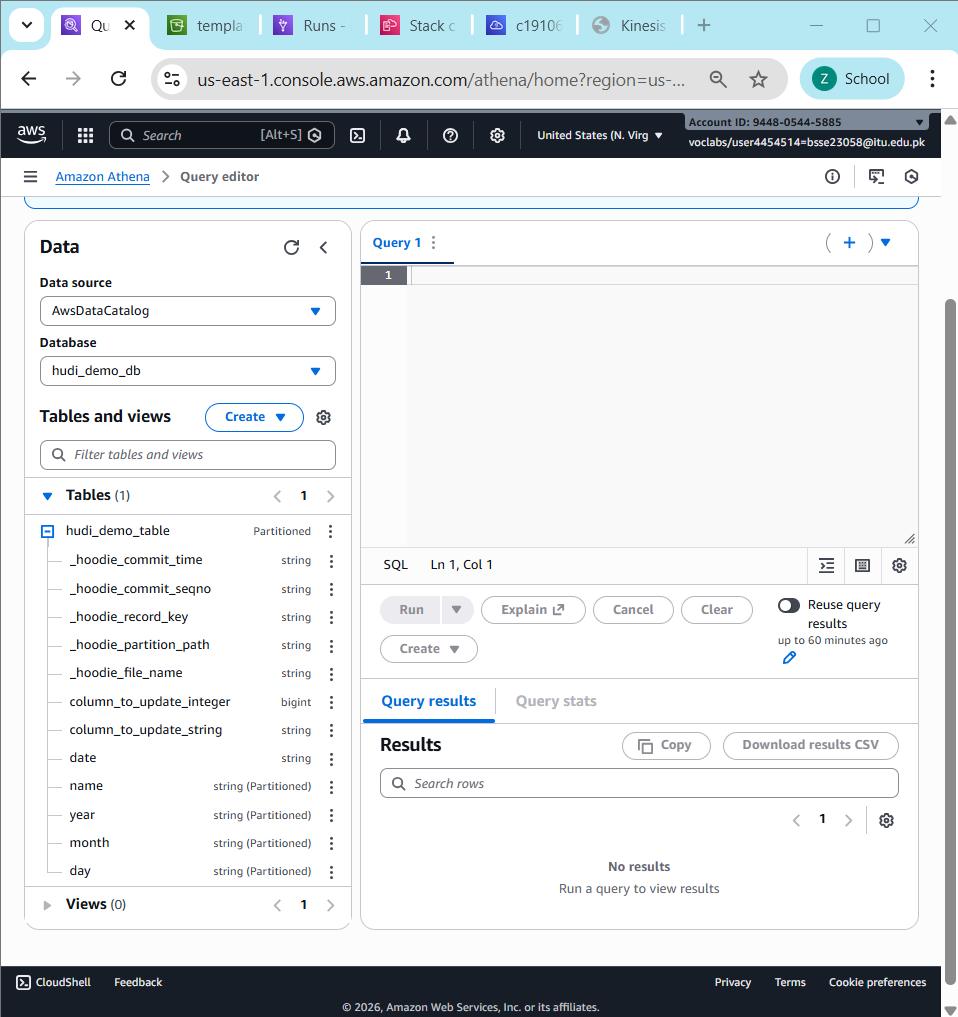 Qu
templa
Runs -
Stack c
c19106
Kinesis
us-east-1.console.aws.amazon.com/athena/home?region=us-...
Z
School
aws
Search
[Alt+S]
United States (N. Virg
Account ID: 9448-0544-5885
voclabs/user4454514=bsse23058@itu.edu.pk
Amazon Athena
Query editor
Data
Data source
AwsDataCatalog
Database
hudi_demo_db
Tables and views
Create
Filter tables and views
Tables (1)
1
hudi_demo_table Partitioned
_hoodie_commit_time string
_hoodie_commit_seqno string
_hoodie_record_key string
_hoodie_partition_path string
_hoodie_file_name string
column_to_update_integer bigint
column_to_update_string string
date string
name string (Partitioned)
year string (Partitioned)
month string (Partitioned)
day string (Partitioned)
Views (0)
1
Query 1
1
SQL Ln 1, Col 1
Run
Explain
Cancel
Clear
Create
Reuse query
results
up to 60 minutes ago
Query results
Query stats
Results
Copy
Download results CSV
Search rows
1
No results
Run a query to view results
CloudShell
Feedback
Privacy
Terms
Cookie preferences
© 2026, Amazon Web Services, Inc. or its affiliates.